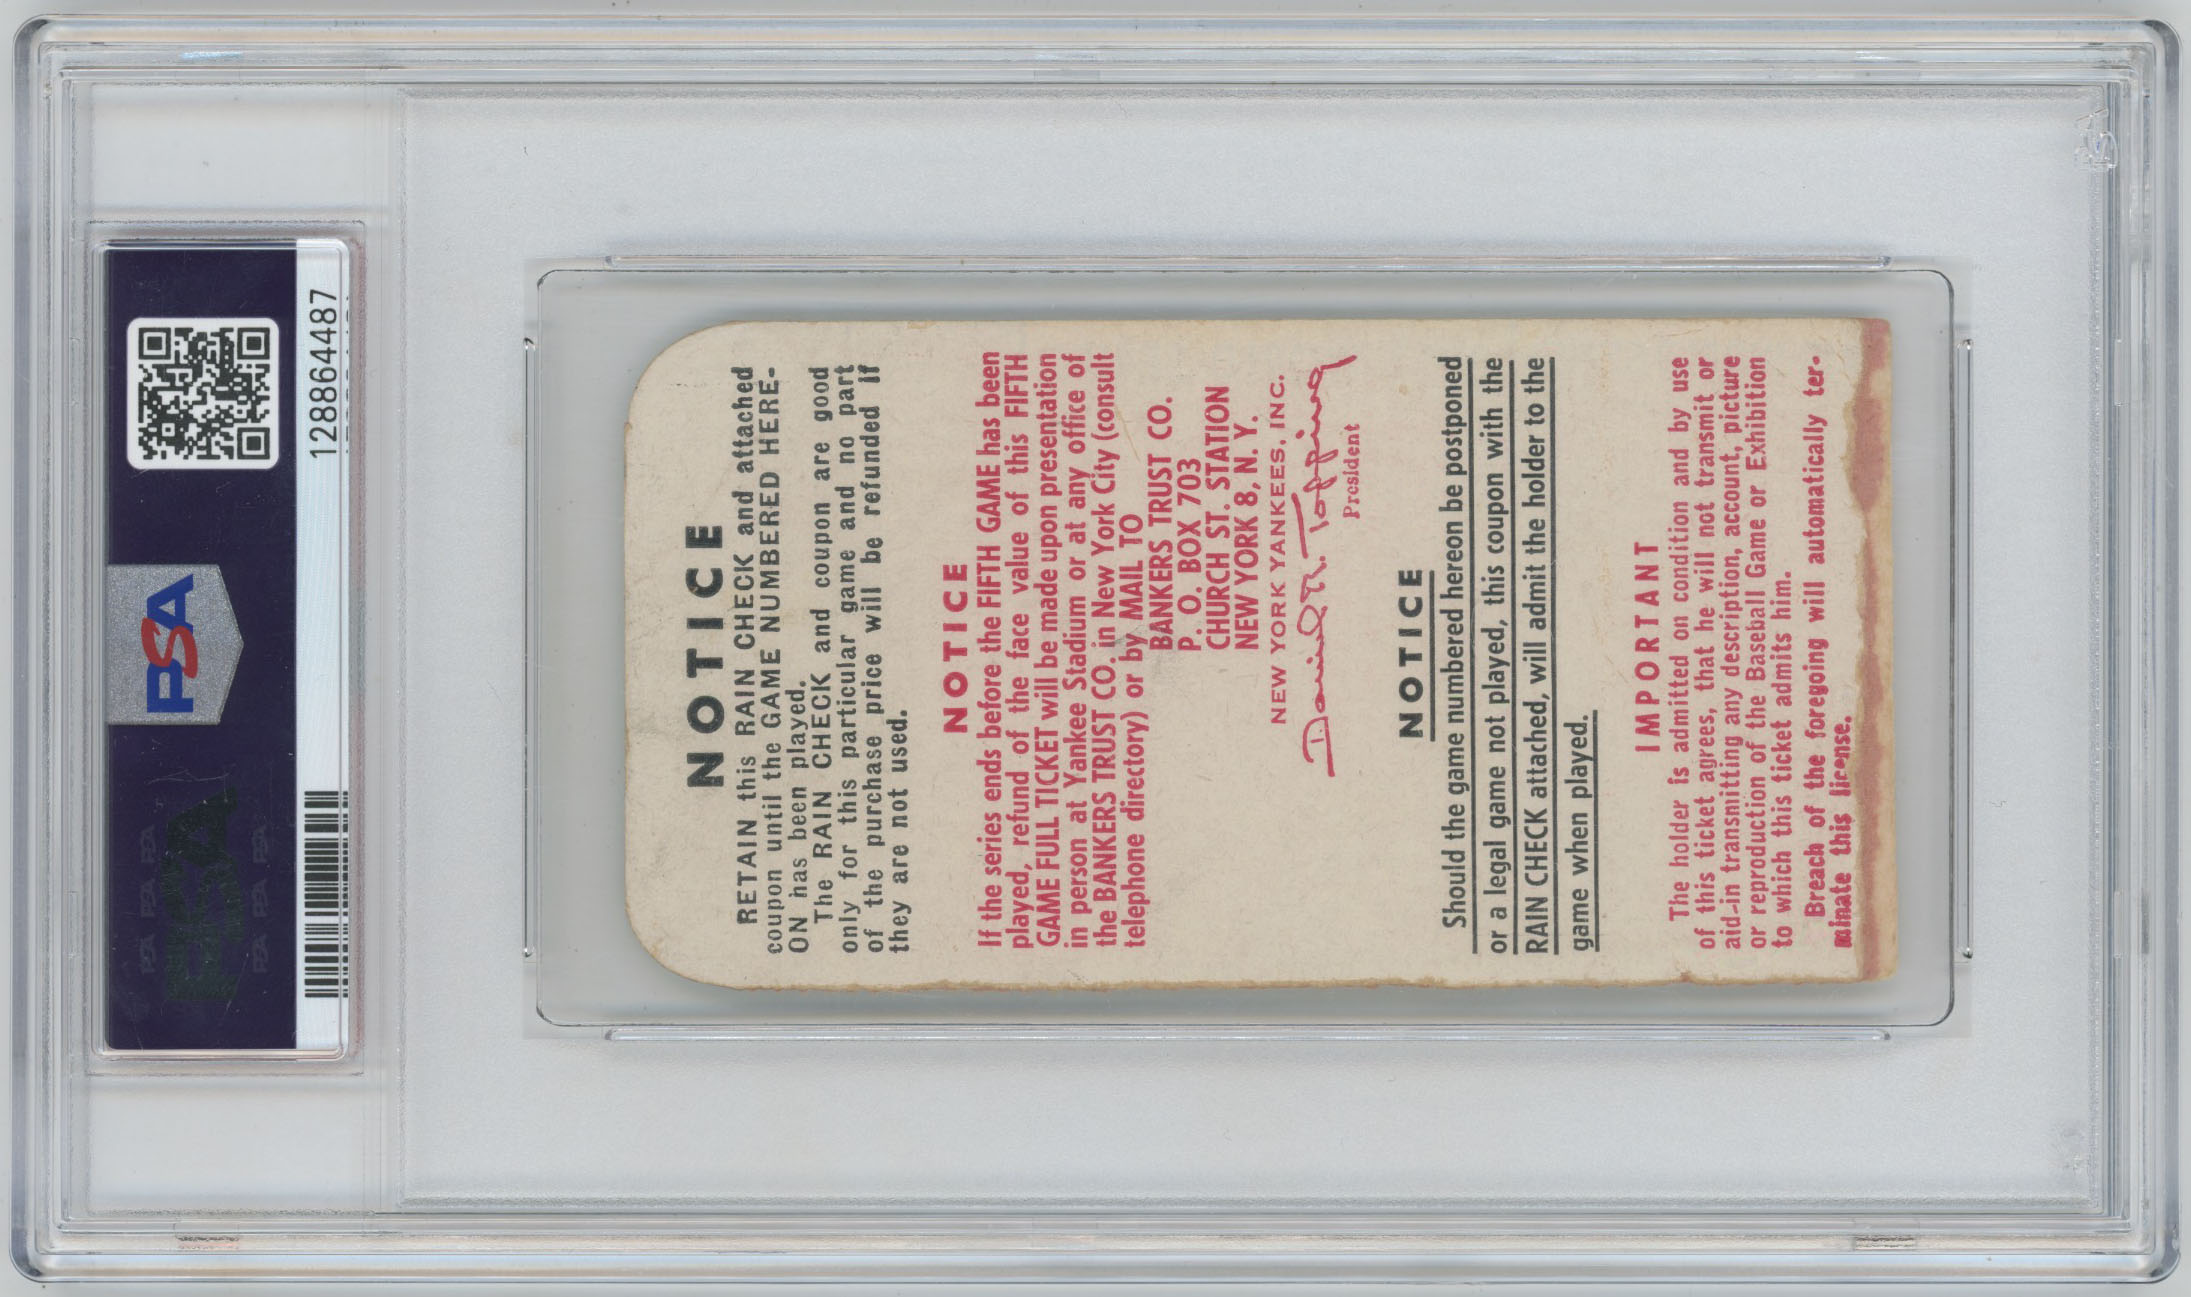 PSA
128864487
NOTICE
RETAIN this RAIN CHECK and attached
coupon until the GAME NUMBERED HERE-
ON has been played.
The RAIN CHECK and coupon are good
only for this particular game and no part
of the purchase price will be refunded if
they are not used.
NOTICE
If the series ends before the FIFTH GAME has been
played, refund of the face value of this FIFTH
GAME FULL TICKET will be made upon presentation
in person at Yankee Stadium or at any office of
the BANKERS TRUST CO. in New York City (consult
telephone directory) or by MAIL TO
BANKERS TRUST CO.
P. O. BOX 703
CHURCH ST. STATION
NEW YORK 8, N. Y.
NEW YORK YANKEES, INC.
Daniel R. Topping
President
NOTICE
Should the game numbered hereon be postponed
or a legal game not played, this coupon with the
RAIN CHECK attached, will admit the holder to the
game when played.
IMPORTANT
The holder is admitted on condition and by use
of this ticket agrees, that he will not transmit or
aid-in transmitting any description, account, picture
or reproduction of the Baseball Game or Exhibition
to which this ticket admits him.
Breach of the foregoing will automatically ter-
minate this license.